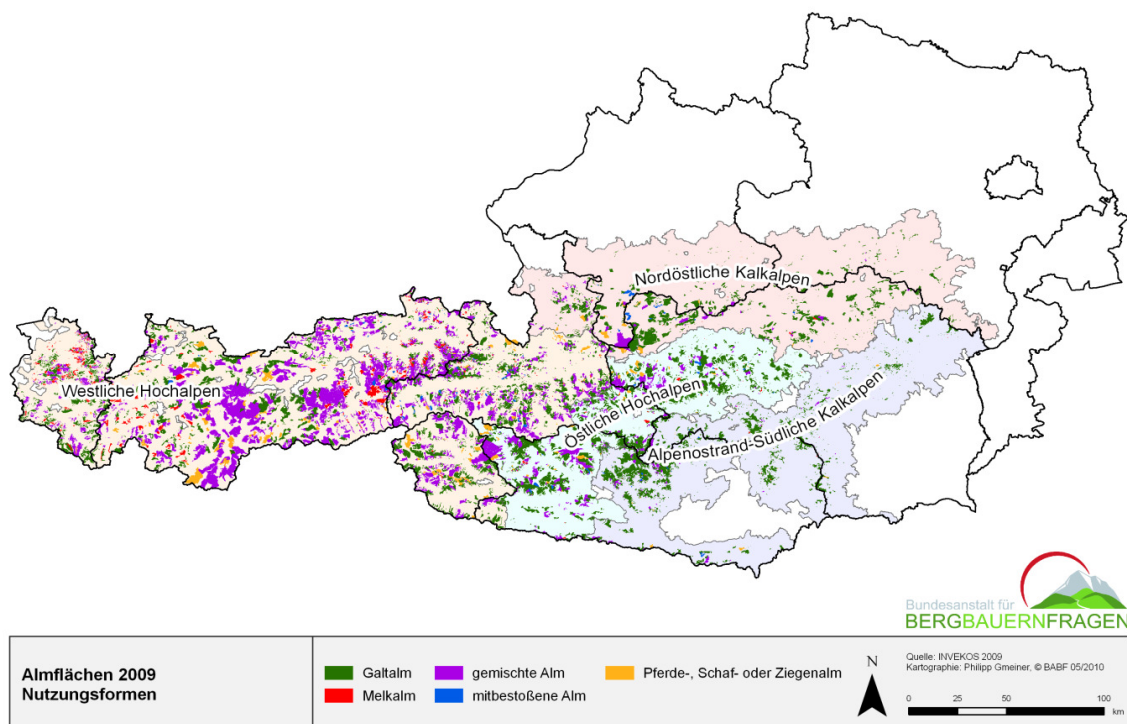 Nordöstliche Kalkalpen
Westliche Hochalpen
Östliche Hochalpen
Alpenostrand-Südliche Kalkalpen
Bundesanstalt für
BERGBAUERNFRAGEN
Almflächen 2009
Nutzungsformen
Galtalm
gemischte Alm
Pferde-, Schaf- oder Ziegenalm
Melkalm
mitbestoßene Alm
N
Quelle: INVEKOS 2009
Kartographie: Philipp Gmeiner, © BABF 05/2010
0 25 50 100
km